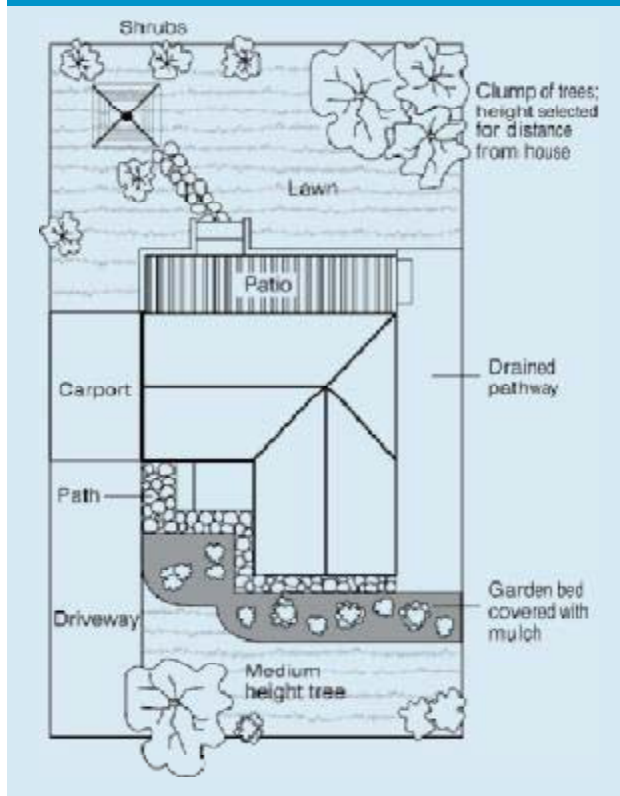 Shrubs
Clump of trees;
height selected
for distance
from house
Lawn
Patio
Carport
Drained
pathway
Path
Garden bed
covered with
mulch
Driveway
Medium
height tree